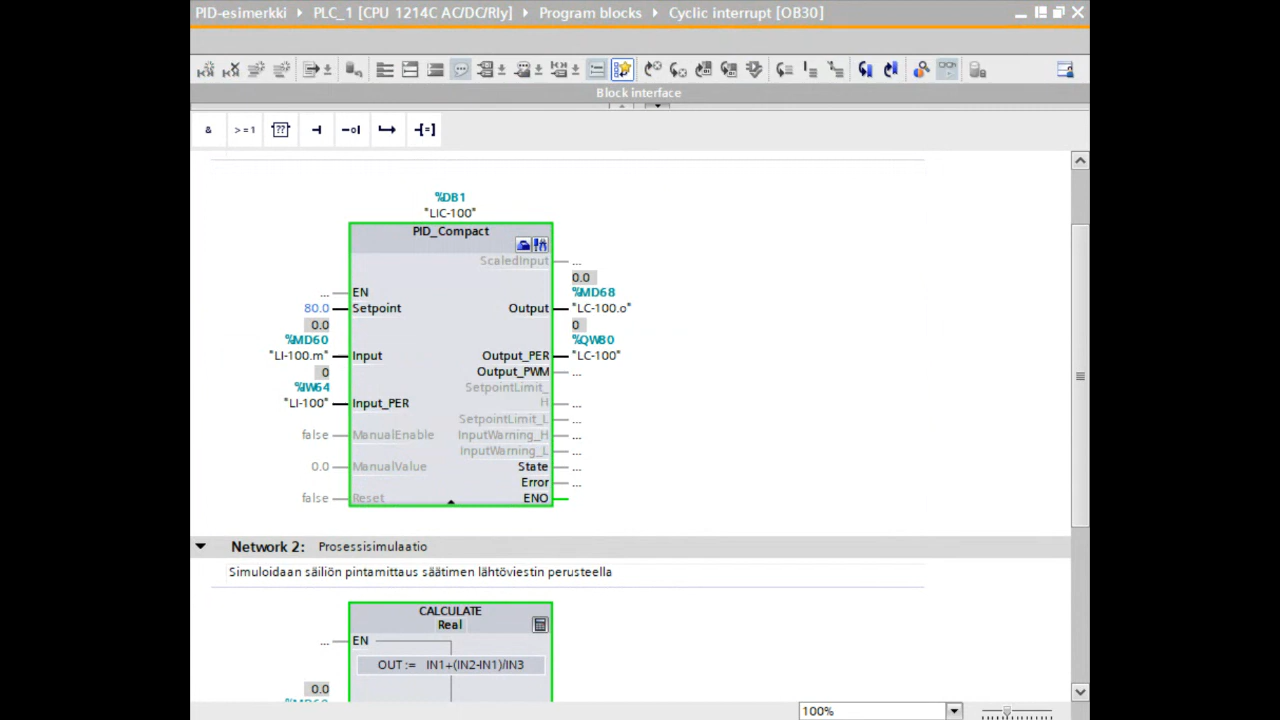 PID-esimerkki › PLC_1 [CPU 1214C AC/DC/Rly] › Program blocks › Cyclic interrupt [OB30]
Block interface
& >=1 ??
%DB1
"LIC-100"
PID_Compact
ScaledInput ...
0.0
... EN %MD68
80.0 Setpoint Output "LC-100.o"
0.0 0
%MD60 %QW80
"LI-100.m" Input Output_PER "LC-100"
0 Output_PWM ...
%IW64 SetpointLimit_
"LI-100" Input_PER H ...
SetpointLimit_L ...
false ManualEnable InputWarning_H ...
InputWarning_L ...
0.0 ManualValue State ...
Error ...
false Reset ENO
Network 2: Prosessisimulaatio
Simuloidaan säiliön pintamittaus säätimen lähtöviestin perusteella
CALCULATE
Real
... EN
OUT := IN1+(IN2-IN1)/IN3
0.0
100%